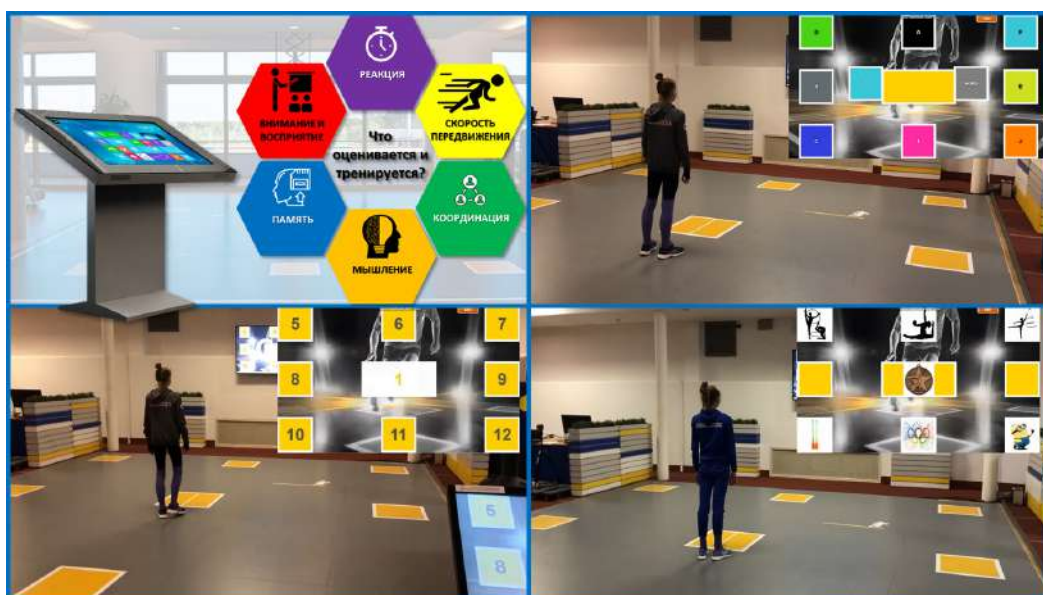 РЕАКЦИЯ
ВНИМАНИЕ И
ВОСПРИЯТИЕ
СКОРОСТЬ
ПЕРЕДВИЖЕНИЯ
Что
оценивается и
тренируется?
ПАМЯТЬ
КООРДИНАЦИЯ
МЫШЛЕНИЕ
5 6 7
8 1 9
10 11 12
5
8